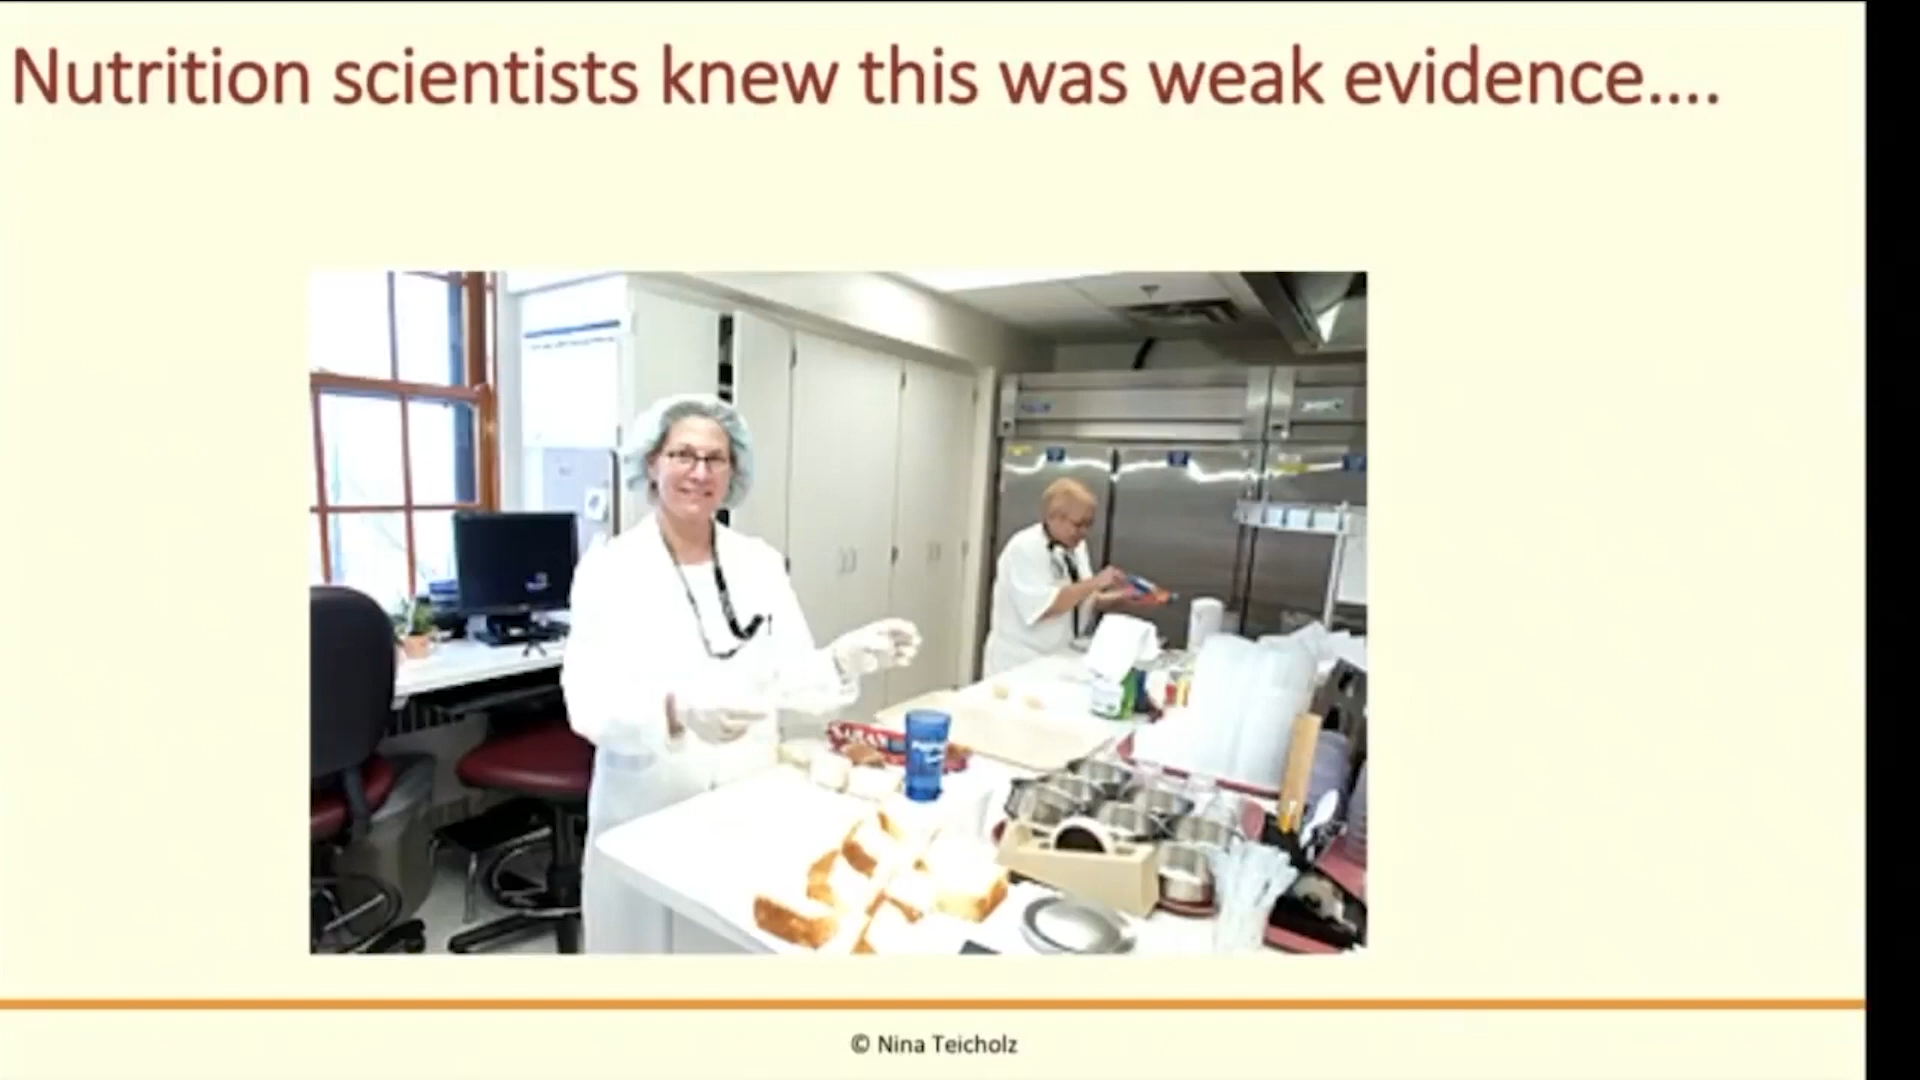 Nutrition scientists knew this was weak evidence....
© Nina Teicholz